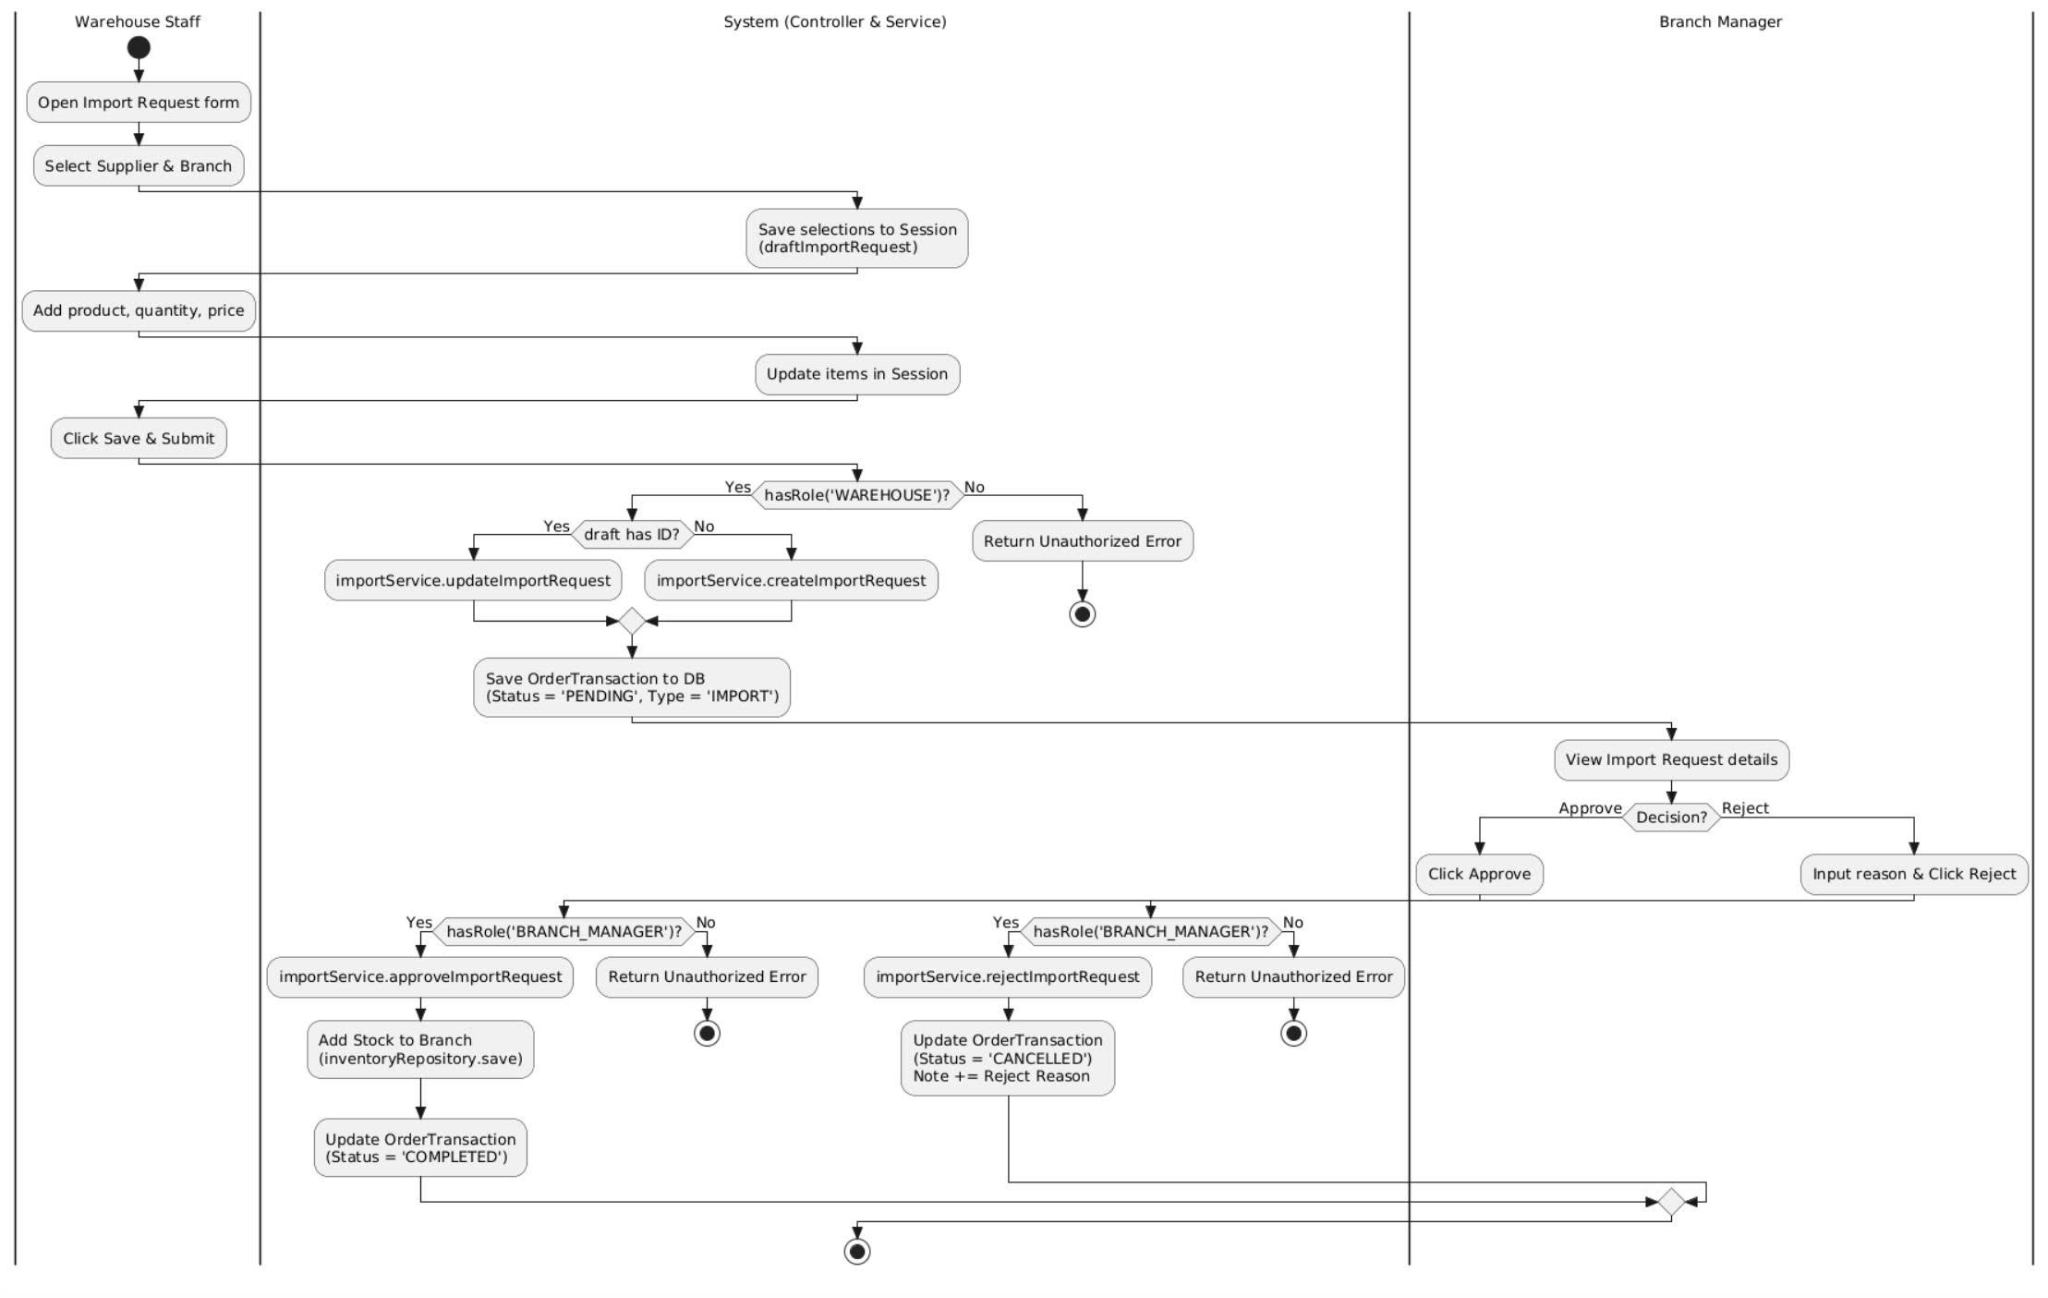 Warehouse Staff
System (Controller & Service)
Branch Manager
Open Import Request form
Select Supplier & Branch
Save selections to Session
(draftImportRequest)
Add product, quantity, price
Update items in Session
Click Save & Submit
Yes
hasRole('WAREHOUSE')?
No
Yes
draft has ID?
No
Return Unauthorized Error
importService.updateImportRequest
importService.createImportRequest
Save OrderTransaction to DB
(Status = 'PENDING', Type = 'IMPORT')
View Import Request details
Approve
Decision?
Reject
Click Approve
Input reason & Click Reject
Yes
hasRole('BRANCH_MANAGER')?
No
Yes
hasRole('BRANCH_MANAGER')?
No
importService.approveImportRequest
Return Unauthorized Error
importService.rejectImportRequest
Return Unauthorized Error
Add Stock to Branch
(inventoryRepository.save)
Update OrderTransaction
(Status = 'CANCELLED')
Note += Reject Reason
Update OrderTransaction
(Status = 'COMPLETED')